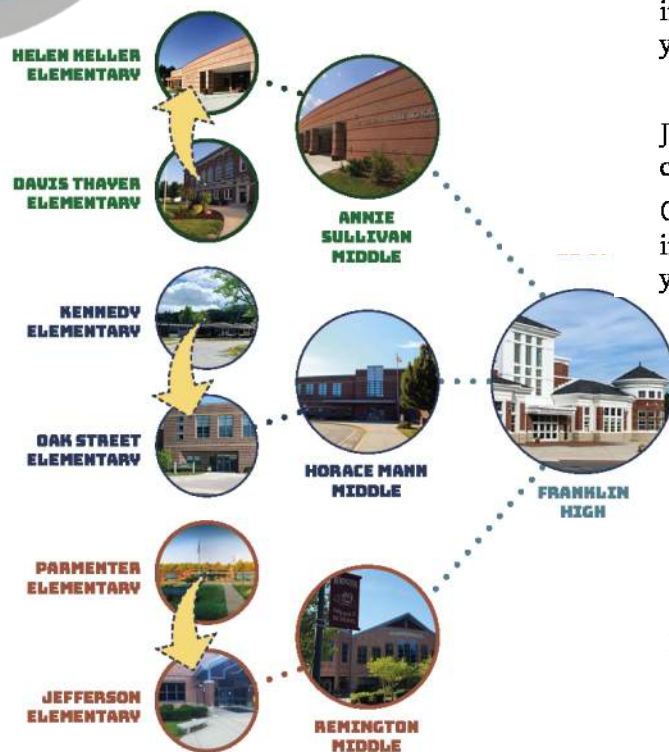 HELEN KELLER
ELEMENTARY
DAVIS THAYER
ELEMENTARY
ANNIE
SULLIVAN
MIDDLE
KENNEDY
ELEMENTARY
OAK STREET
ELEMENTARY
HORACE MANN
MIDDLE
FRANKLIN
HIGH
PARMENTER
ELEMENTARY
JEFFERSON
ELEMENTARY
REMINGTON
MIDDLE